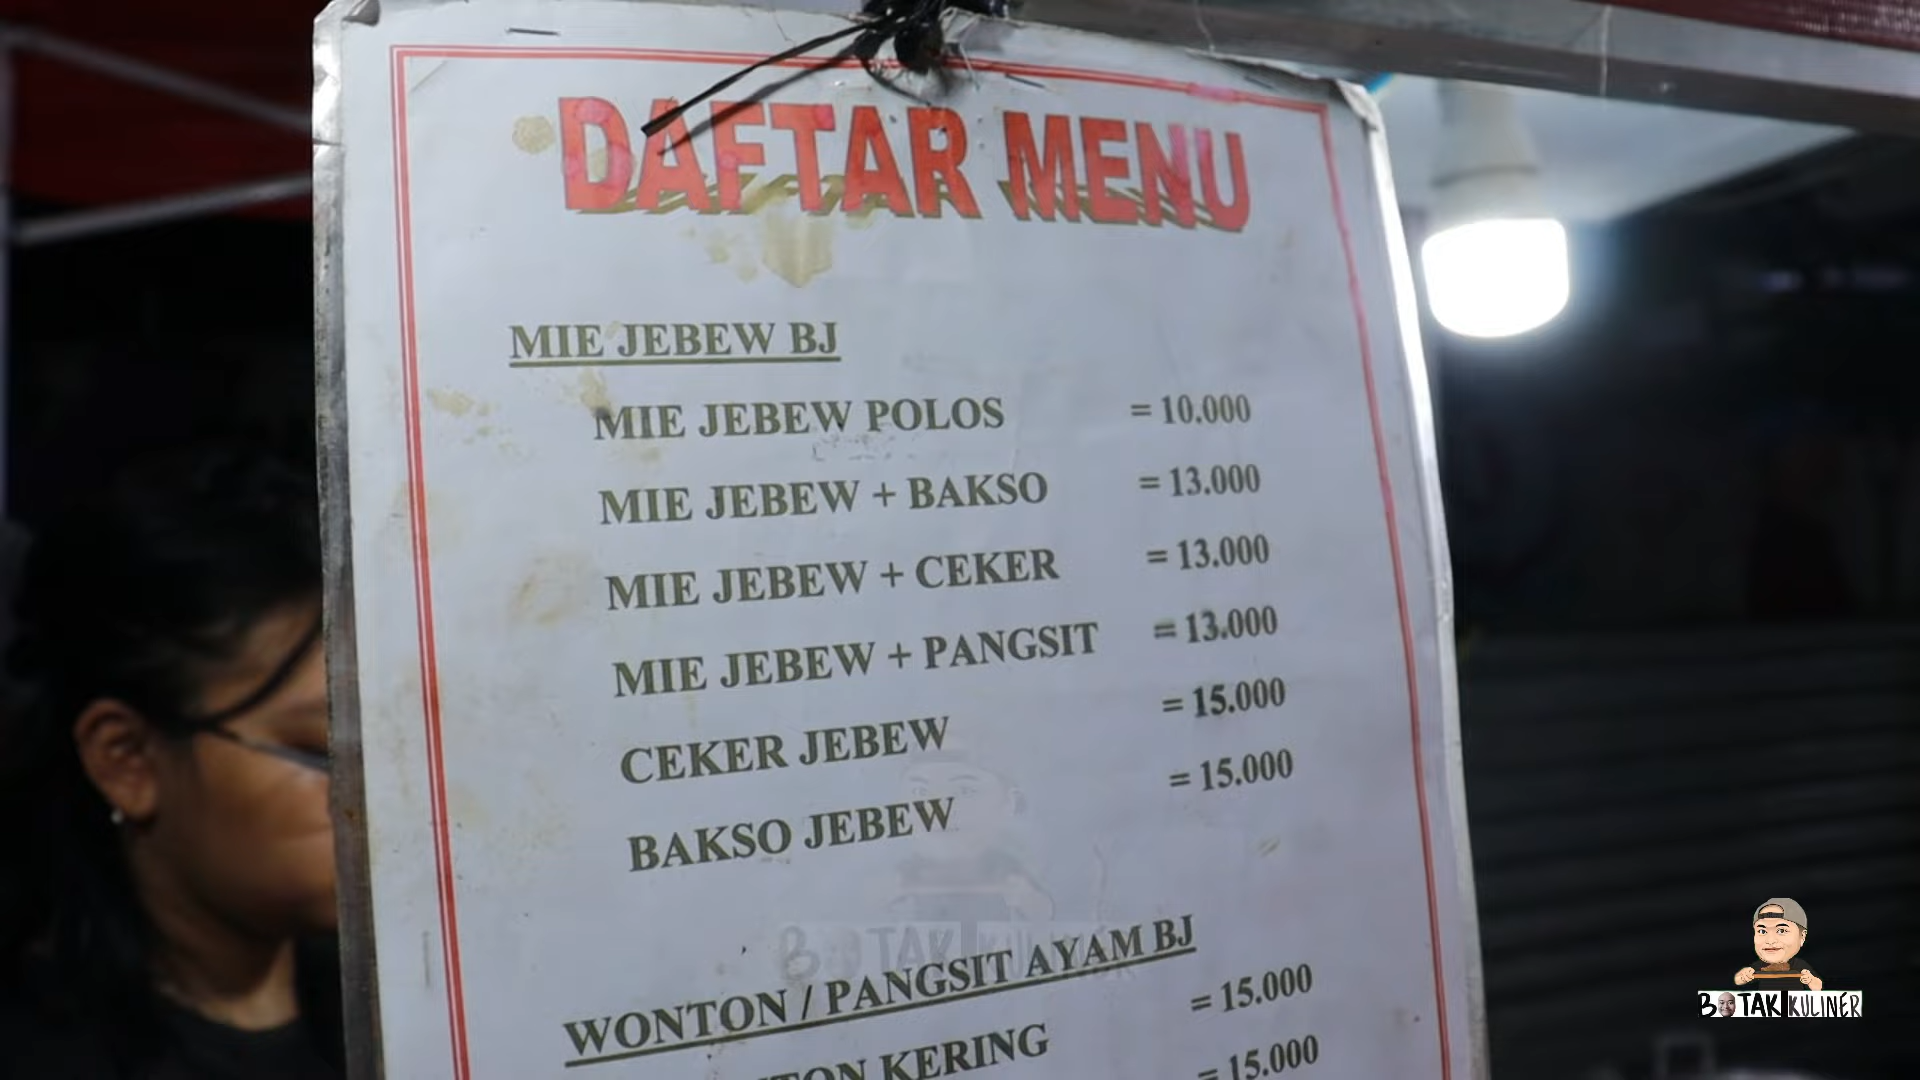 DAFTAR MENU
MIE JEBEW BJ
MIE JEBEW POLOS = 10.000
MIE JEBEW + BAKSO = 13.000
MIE JEBEW + CEKER = 13.000
MIE JEBEW + PANGSIT = 13.000
CEKER JEBEW = 15.000
BAKSO JEBEW = 15.000
WONTON / PANGSIT AYAM BJ
KERING = 15.000
= 15.000
BOTAK KULINER
BOTAK KULINER